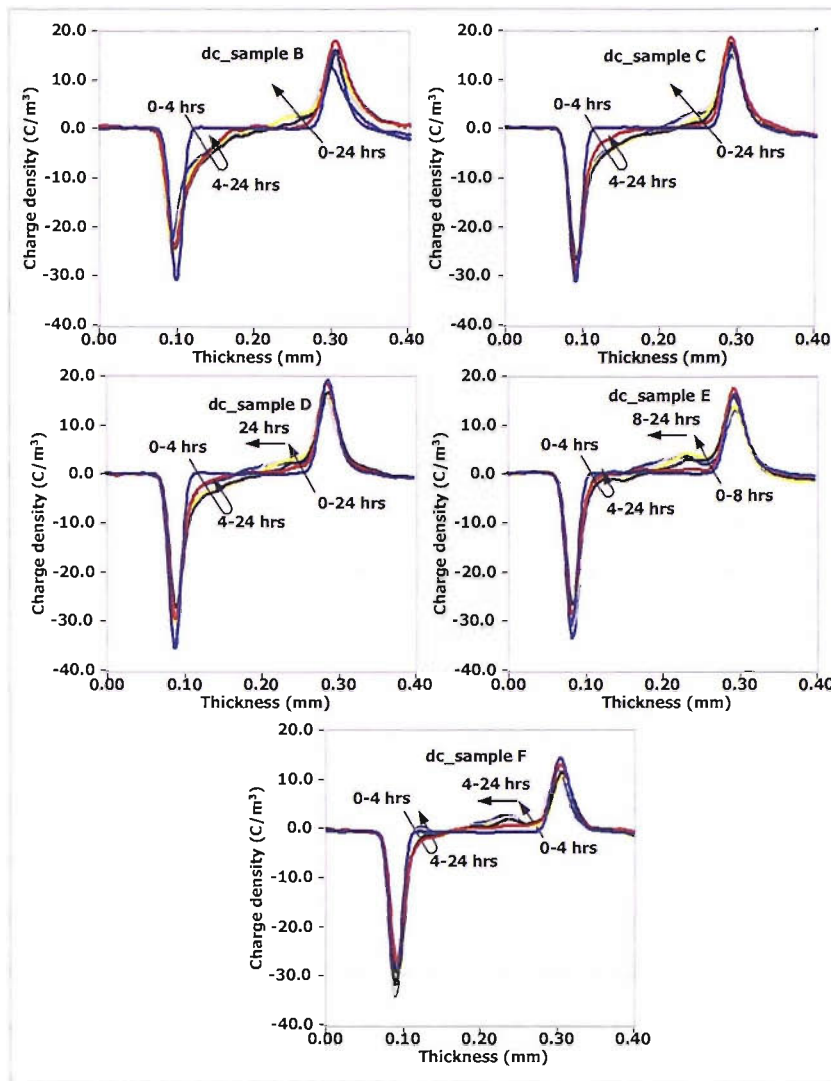 20.0
10.0
0.0
-10.0
-20.0
-30.0
-40.0
Charge density (C/m³)
dc_sample B
0-4 hrs
0-24 hrs
4-24 hrs
0.00 0.10 0.20 0.30 0.40
Thickness (mm)
20.0
10.0
0.0
-10.0
-20.0
-30.0
-40.0
Charge density (C/m³)
dc_sample C
0-4 hrs
0-24 hrs
4-24 hrs
0.00 0.10 0.20 0.30 0.40
Thickness (mm)
20.0
10.0
0.0
-10.0
-20.0
-30.0
-40.0
Charge density (C/m³)
dc_sample D
24 hrs
0-4 hrs
0-24 hrs
4-24 hrs
0.00 0.10 0.20 0.30 0.40
Thickness (mm)
20.0
10.0
0.0
-10.0
-20.0
-30.0
-40.0
Charge density (C/m³)
dc_sample E
8-24 hrs
0-4 hrs
0-8 hrs
4-24 hrs
0.00 0.10 0.20 0.30 0.40
Thickness (mm)
20.0
10.0
0.0
-10.0
-20.0
-30.0
-40.0
Charge density (C/m³)
dc_sample F
4-24 hrs
0-4 hrs
0-4 hrs
4-24 hrs
0.00 0.10 0.20 0.30 0.40
Thickness (mm)